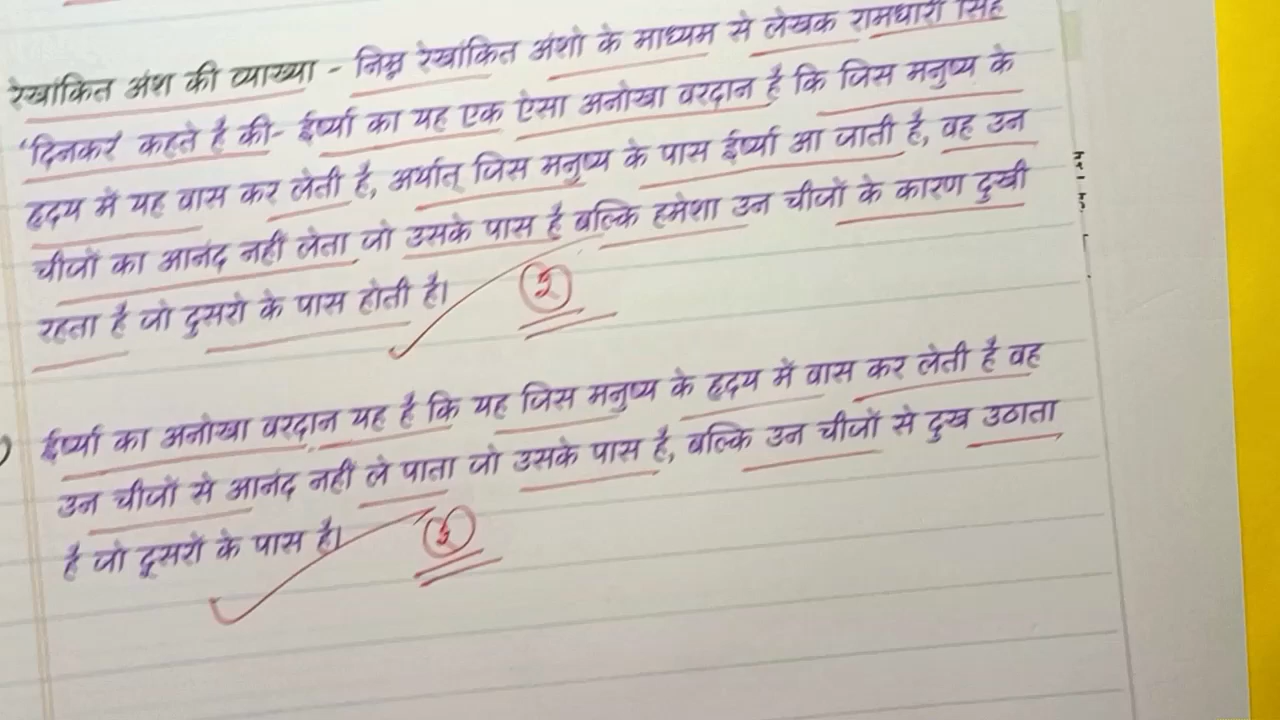 रेखांकित अंश की व्याख्या - निम्न रेखांकित अंशो के माध्यम से लेखक रामधारी सिंह
'दिनकर' कहते है की- ईर्ष्या का यह एक ऐसा अनोखा वरदान है कि जिस मनुष्य के
हृदय में यह वास कर लेती है, अर्थात् जिस मनुष्य के पास ईर्ष्या आ जाती है, वह उन
चीजों का आनंद नहीं लेता जो उसके पास है बल्कि हमेशा उन चीजों के कारण दुखी
रहता है जो दुसरो के पास होती है।
२
ईर्ष्या का अनोखा वरदान यह है कि यह जिस मनुष्य के हृदय में वास कर लेती है वह
उन चीजों से आनंद नहीं ले पाता जो उसके पास है, बल्कि उन चीजों से दुख उठाता
है जो दूसरों के पास है।